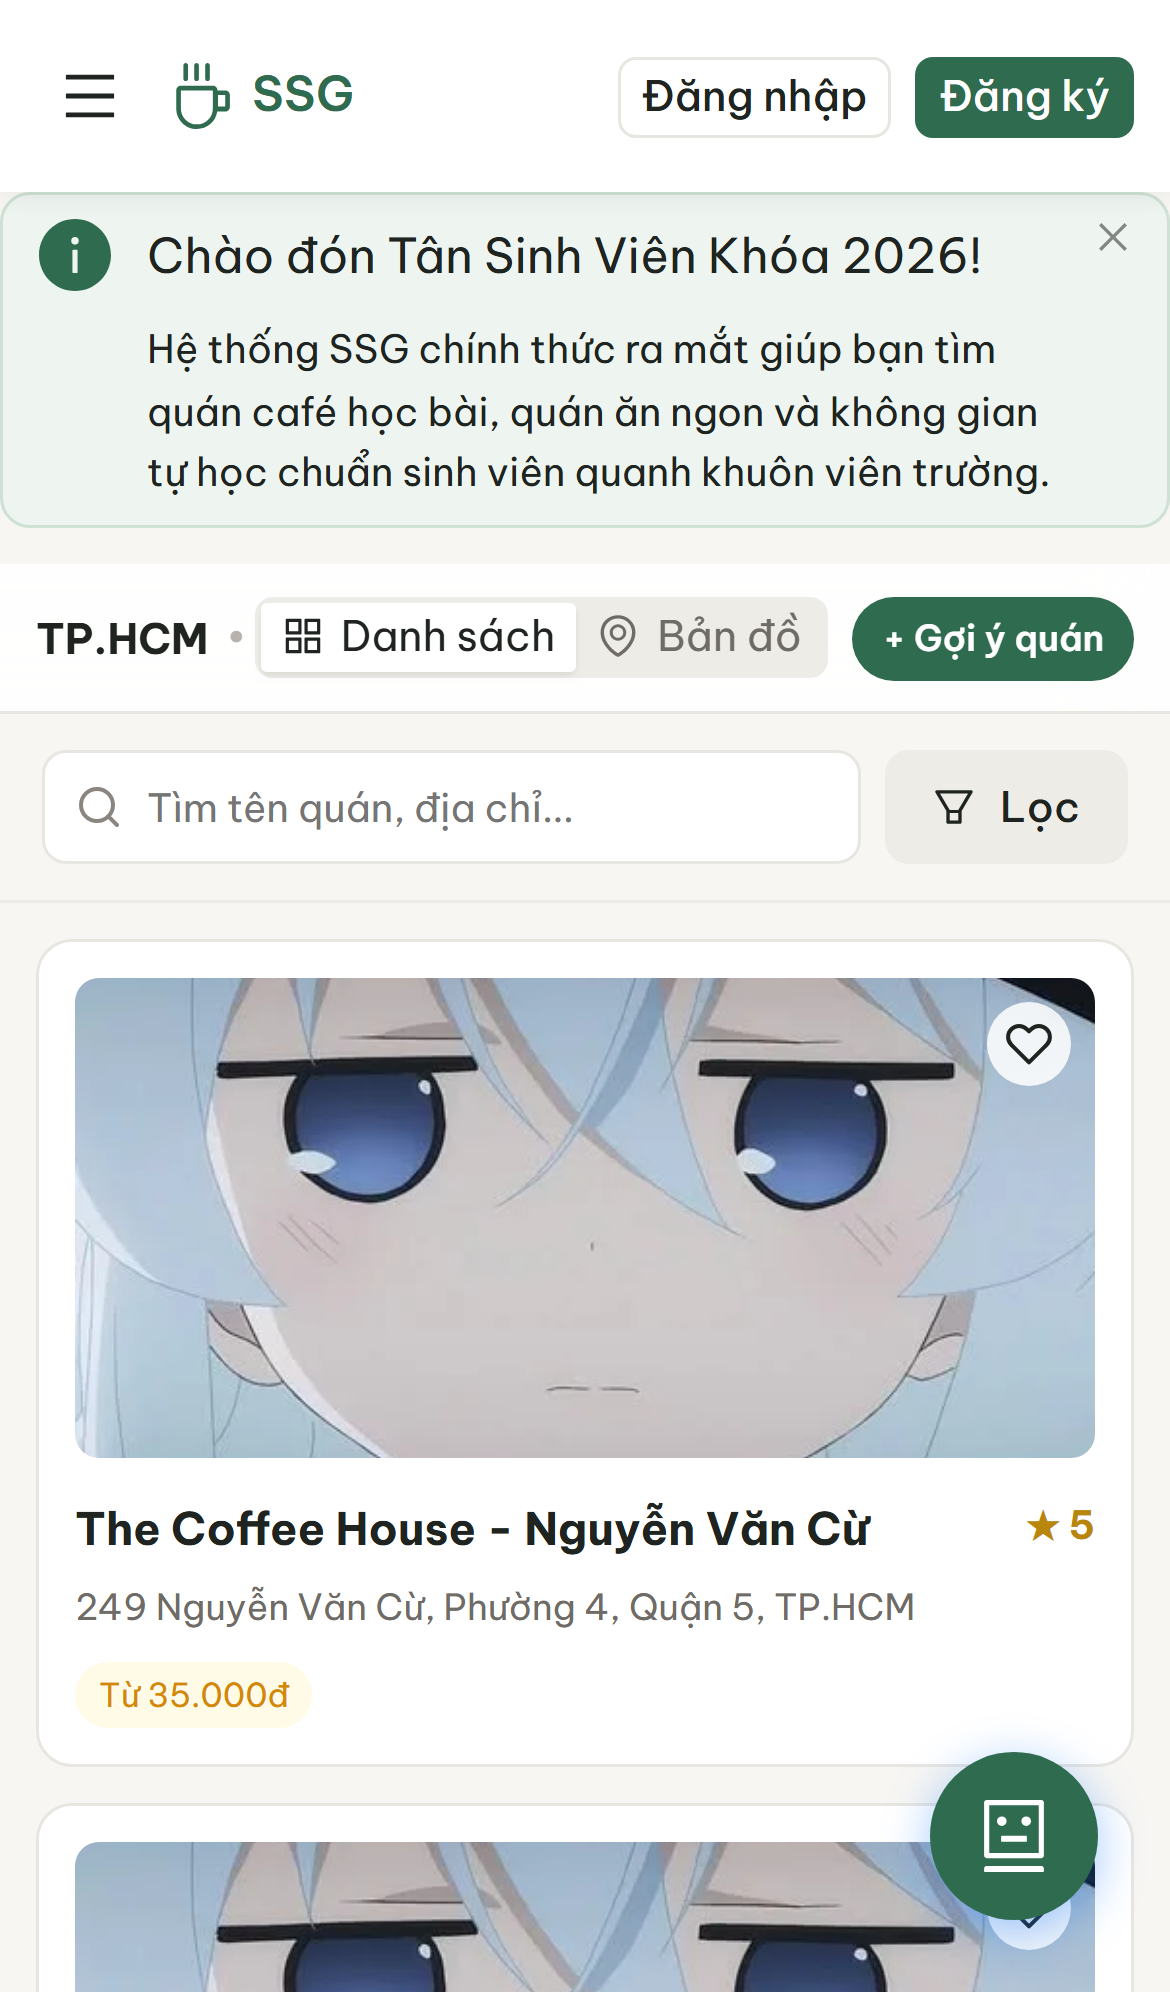 SSG
Đăng nhập
Đăng ký
Chào đón Tân Sinh Viên Khóa 2026!
Hệ thống SSG chính thức ra mắt giúp bạn tìm
quán café học bài, quán ăn ngon và không gian
tự học chuẩn sinh viên quanh khuôn viên trường.
TP.HCM • Danh sách Bản đồ + Gợi ý quán
Tìm tên quán, địa chỉ...
Lọc
The Coffee House - Nguyễn Văn Cừ ★ 5
249 Nguyễn Văn Cừ, Phường 4, Quận 5, TP.HCM
Từ 35.000đ